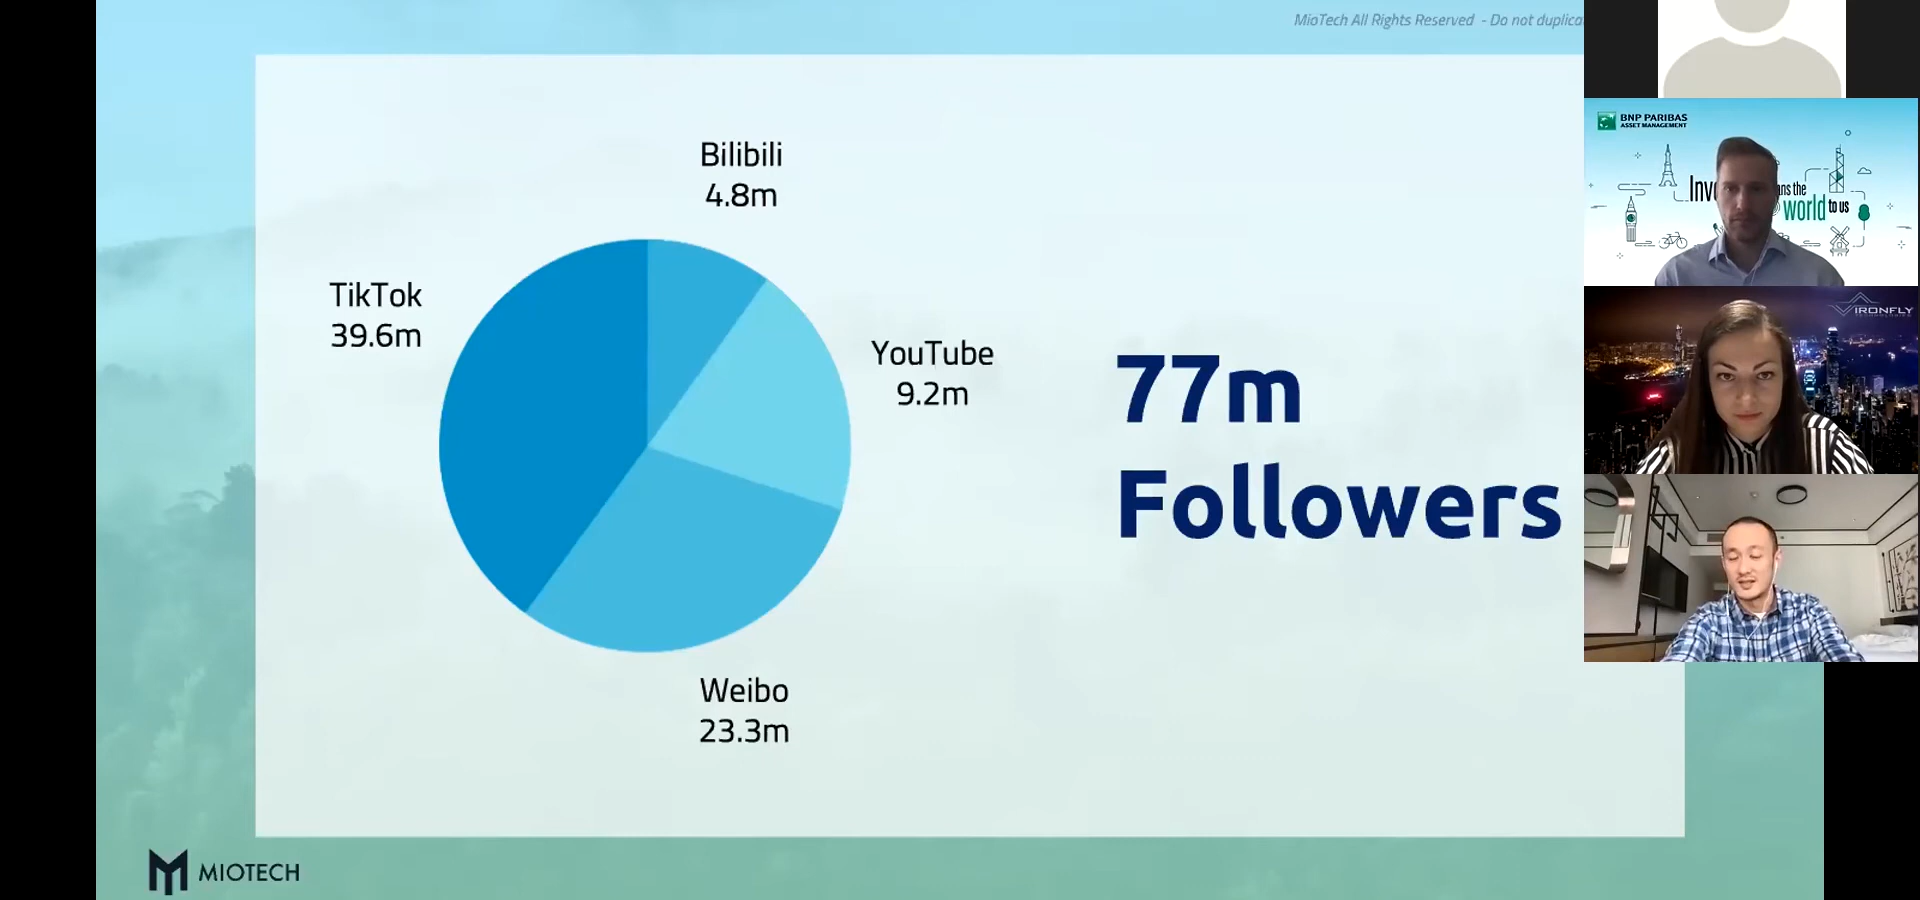 MioTech All Rights Reserved - Do not
Bilibili
4.8m
TikTok
39.6m
YouTube
9.2m
77m
Followers
Weibo
23.3m
MIOTECH
BNP PARIBAS
ASSET MANAGEMENT
the
world to us
IRONFLY